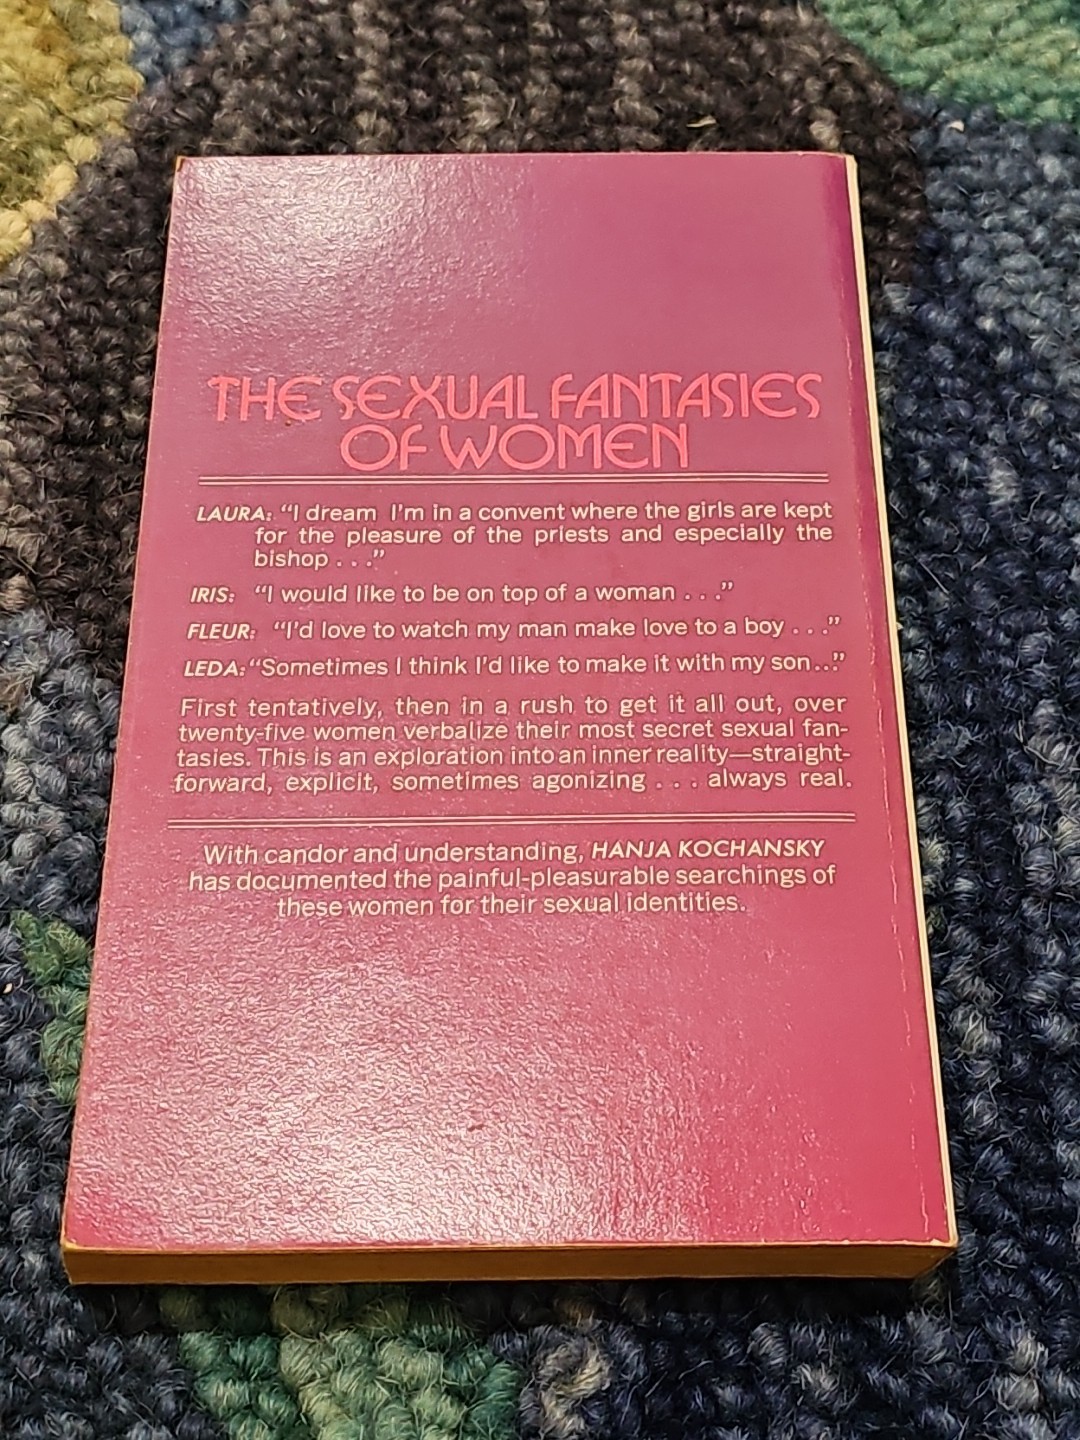 THE SEXUAL FANTASIES
OF WOMEN
LAURA: “I dream I'm in a convent where the girls are kept
for the pleasure of the priests and especially the
bishop . . .”
IRIS: “I would like to be on top of a woman . . .”
FLEUR: “I'd love to watch my man make love to a boy . . .”
LEDA: “Sometimes I think I'd like to make it with my son...”
First tentatively, then in a rush to get it all out, over
twenty-five women verbalize their most secret sexual fan-
tasies. This is an exploration into an inner reality—straight-
forward, explicit, sometimes agonizing . . . always real.
With candor and understanding, HANJA KOCHANSKY
has documented the painful-pleasurable searchings of
these women for their sexual identities.